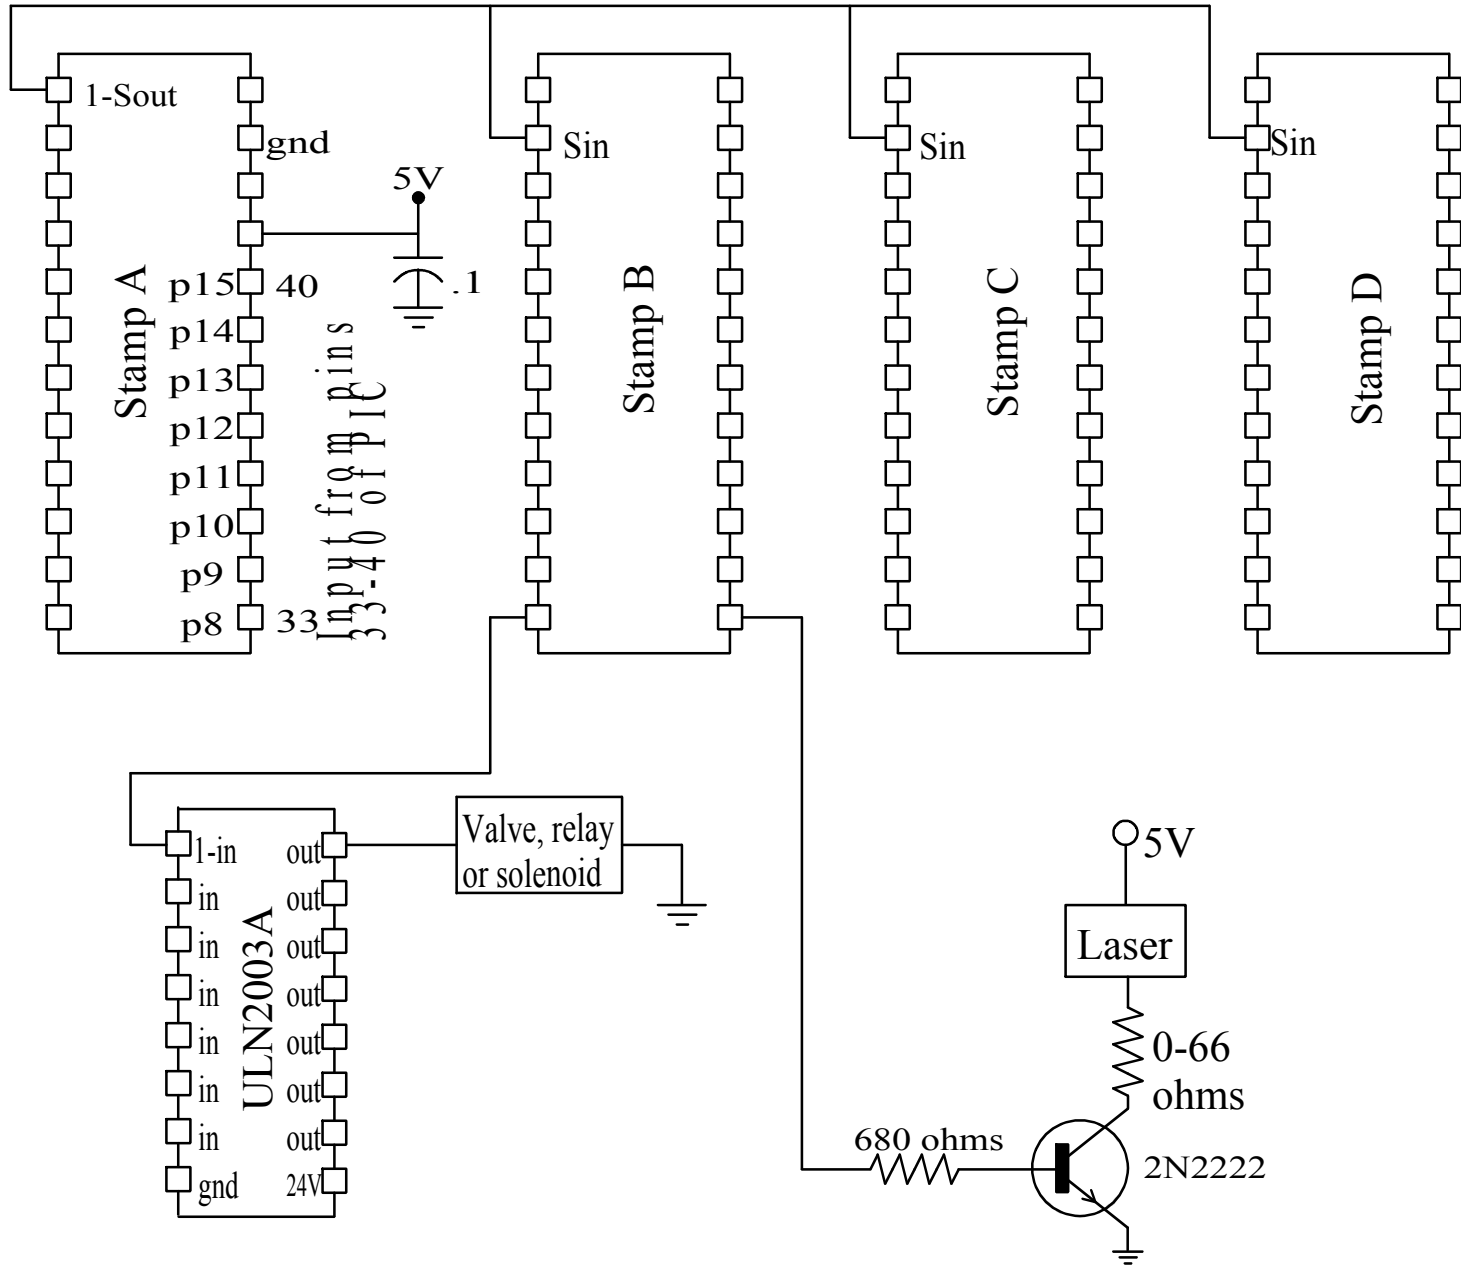 1-Sout
gnd
5V
.1
p15
40
p14
p13
p12
p11
p10
p9
p8
33
Stamp A
Input from pins
33-40 of PIC
Sin
Stamp B
Sin
Stamp C
Sin
Stamp D
1-in
out
in
out
in
out
in
out
in
out
in
out
in
out
gnd
24V
ULN2003A
Valve, relay
or solenoid
5V
Laser
0-66
ohms
680 ohms
2N2222